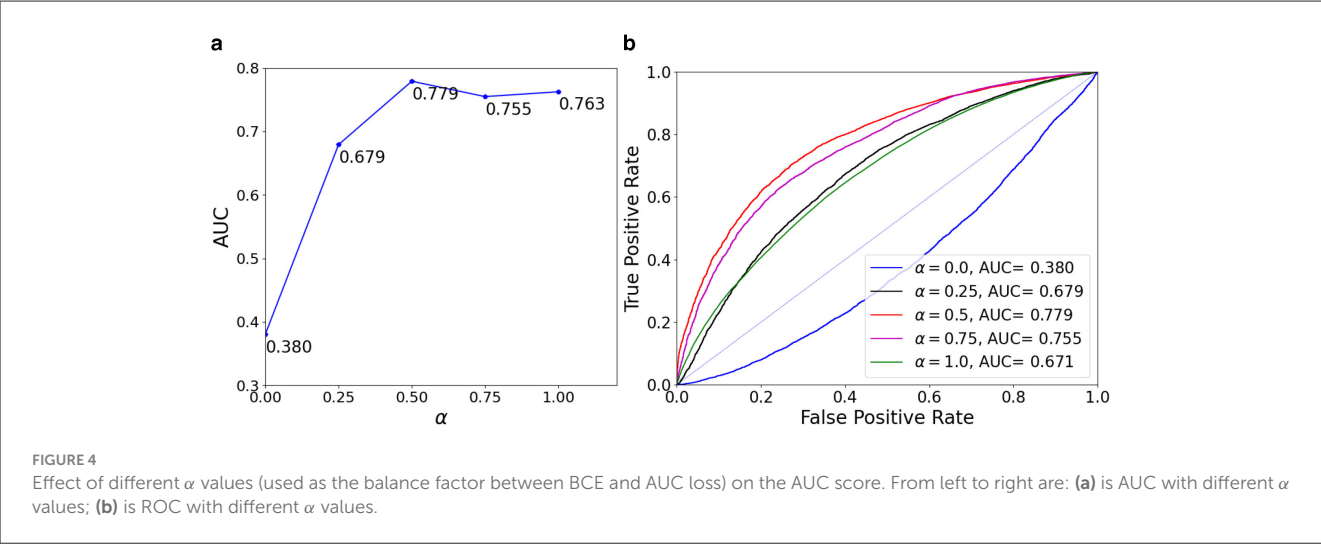 a
AUC
0.8
0.7
0.6
0.5
0.4
0.3
0.380
0.679
0.779
0.755
0.763
0.00
0.25
0.50
0.75
1.00
α
b
True Positive Rate
1.0
0.8
0.6
0.4
0.2
0.0
α = 0.0, AUC= 0.380
α = 0.25, AUC= 0.679
α = 0.5, AUC= 0.779
α = 0.75, AUC= 0.755
α = 1.0, AUC= 0.671
0.0
0.2
0.4
0.6
0.8
1.0
False Positive Rate
FIGURE 4
Effect of different α values (used as the balance factor between BCE and AUC loss) on the AUC score. From left to right are: (a) is AUC with different α
values; (b) is ROC with different α values.